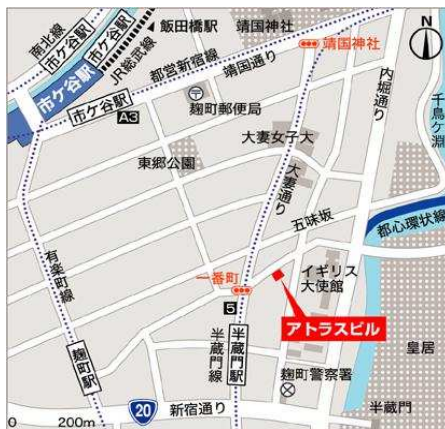 南北線
市ケ谷駅
飯田橋駅
JR総武線
靖国神社
都営新宿線
靖国通り
靖国神社
N
内堀通り
市ケ谷駅
市ケ谷駅
A3
麹町郵便局
大妻女子大
千鳥ケ淵
東郷公園
大妻通り
五味坂
都心環状線
有楽町線
一番町
イギリス
大使館
5
アトラスビル
半蔵門線
半蔵門駅
皇居
麹町駅
麹町警察署
0
200m
20
新宿通り
半蔵門